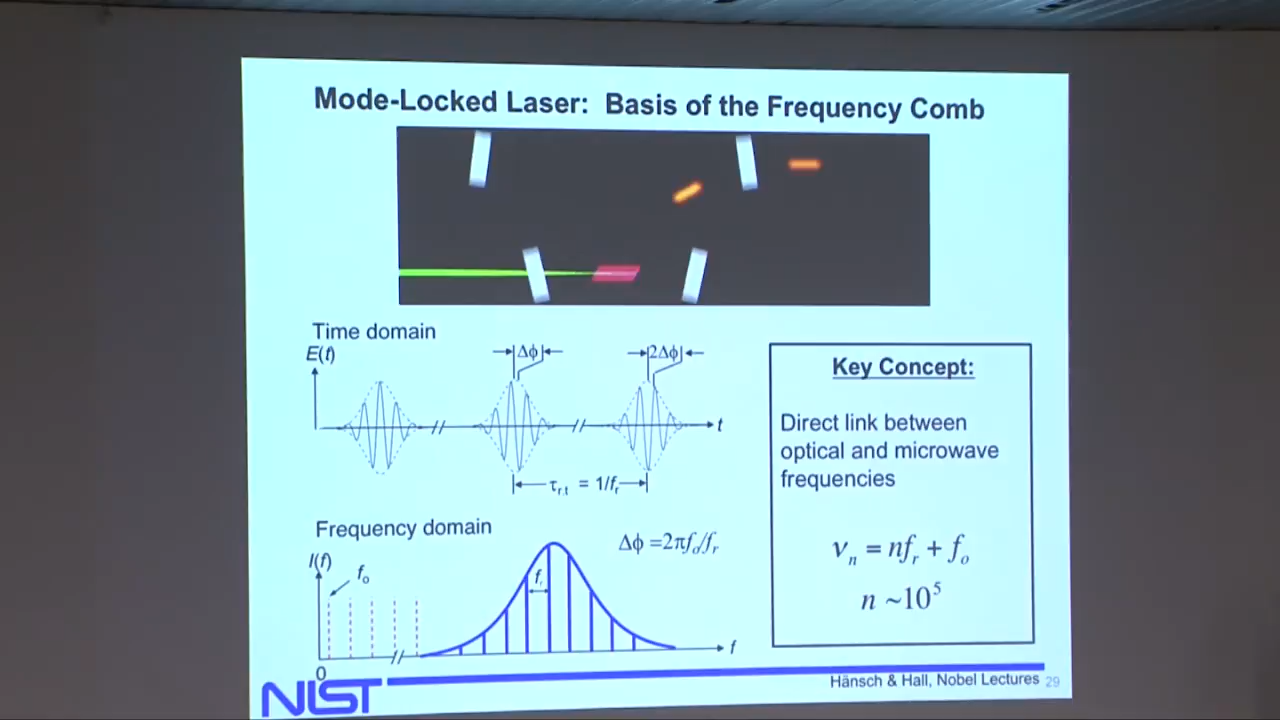 Mode-Locked Laser: Basis of the Frequency Comb
Time domain
E(t)
Δϕ
2Δϕ
t
τr.t = 1/fr
Key Concept:
Direct link between
optical and microwave
frequencies
νn = nfr + fo
n ~10⁵
Frequency domain
Δϕ =2πfo/fr
I(f)
fo
fr
f
0
NIST
Hänsch & Hall, Nobel Lectures 29